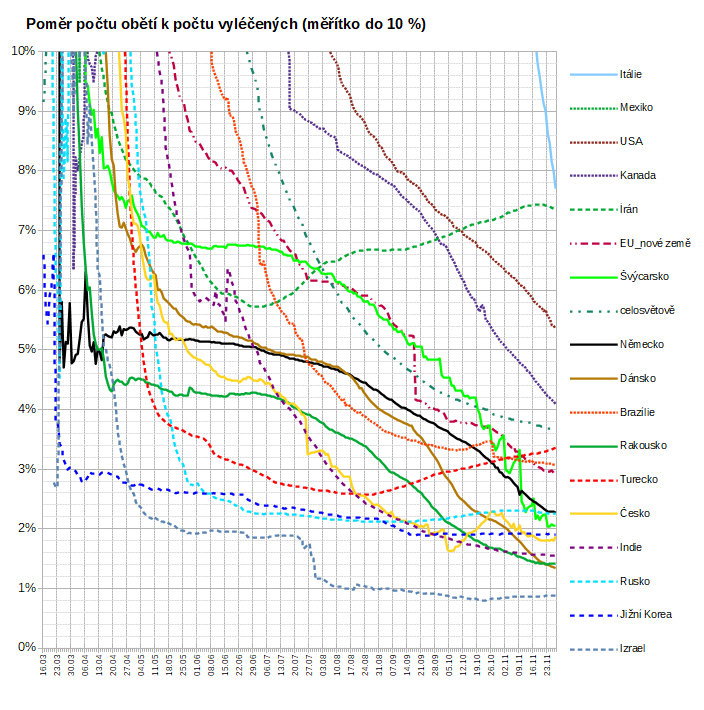 Poměr počtu obětí k počtu vyléčených (měřítko do 10 %)
10%
9%
8%
7%
6%
5%
4%
3%
2%
1%
0%
16.03
23.03
30.03
06.04
13.04
20.04
27.04
04.05
11.05
18.05
25.05
01.06
08.06
15.06
22.06
29.06
06.07
13.07
20.07
27.07
03.08
10.08
17.08
24.08
31.08
07.09
14.09
21.09
28.09
05.10
12.10
19.10
26.10
02.11
09.11
16.11
23.11
Itálie
Mexiko
USA
Kanada
Írán
EU_nové země
Švýcarsko
celosvětově
Německo
Dánsko
Brazílie
Rakousko
Turecko
Česko
Indie
Rusko
Jižní Korea
Izrael